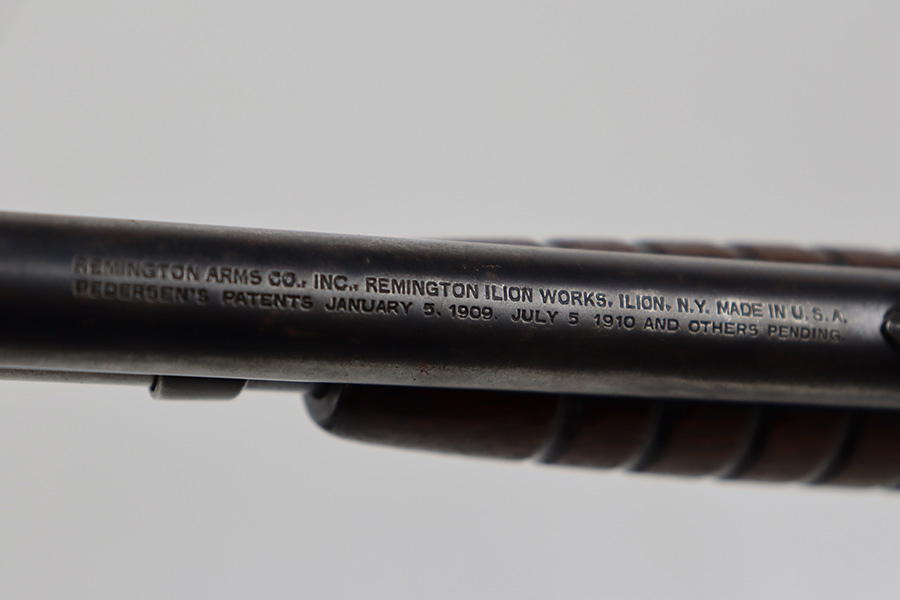 REMINGTON ARMS CO., INC., REMINGTON ILION WORKS, ILION, N.Y. MADE IN U.S.A.
PEDERSEN'S PATENTS JANUARY 5, 1909, JULY 5 1910 AND OTHERS PENDING.